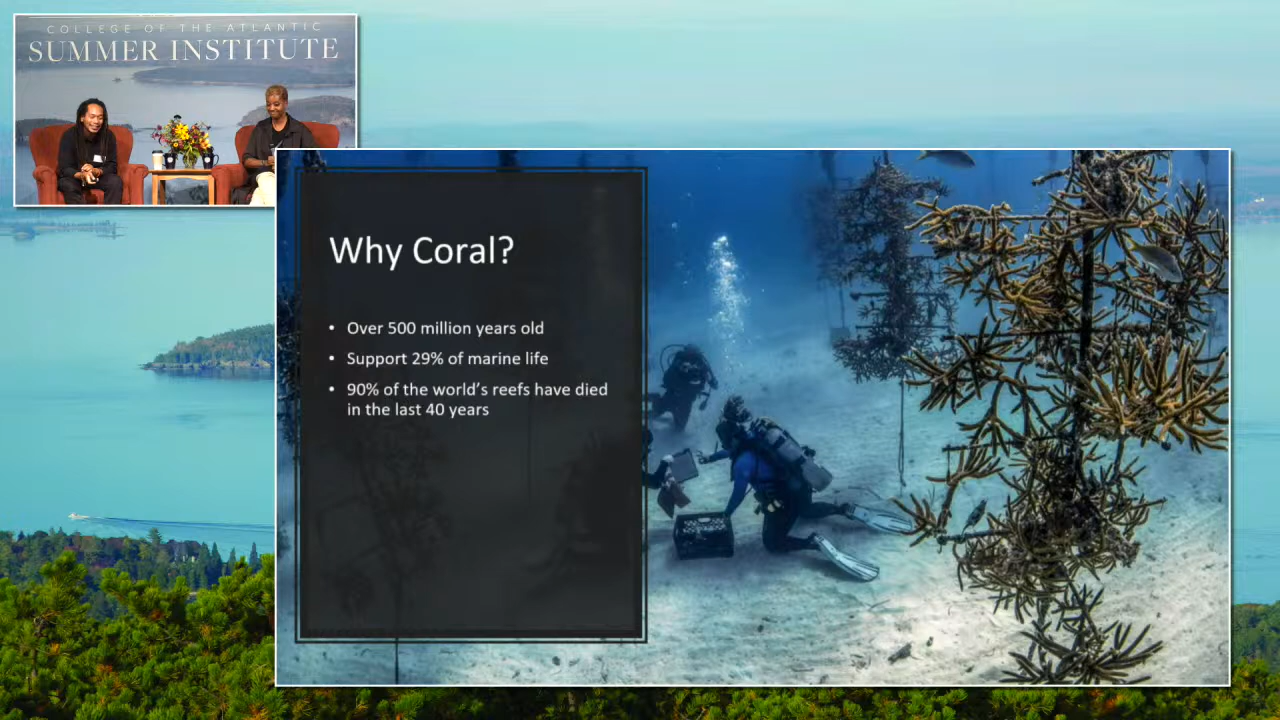 COLLEGE OF THE ATLANTIC
SUMMER INSTITUTE
Why Coral?
• Over 500 million years old
• Support 29% of marine life
• 90% of the world's reefs have died
in the last 40 years